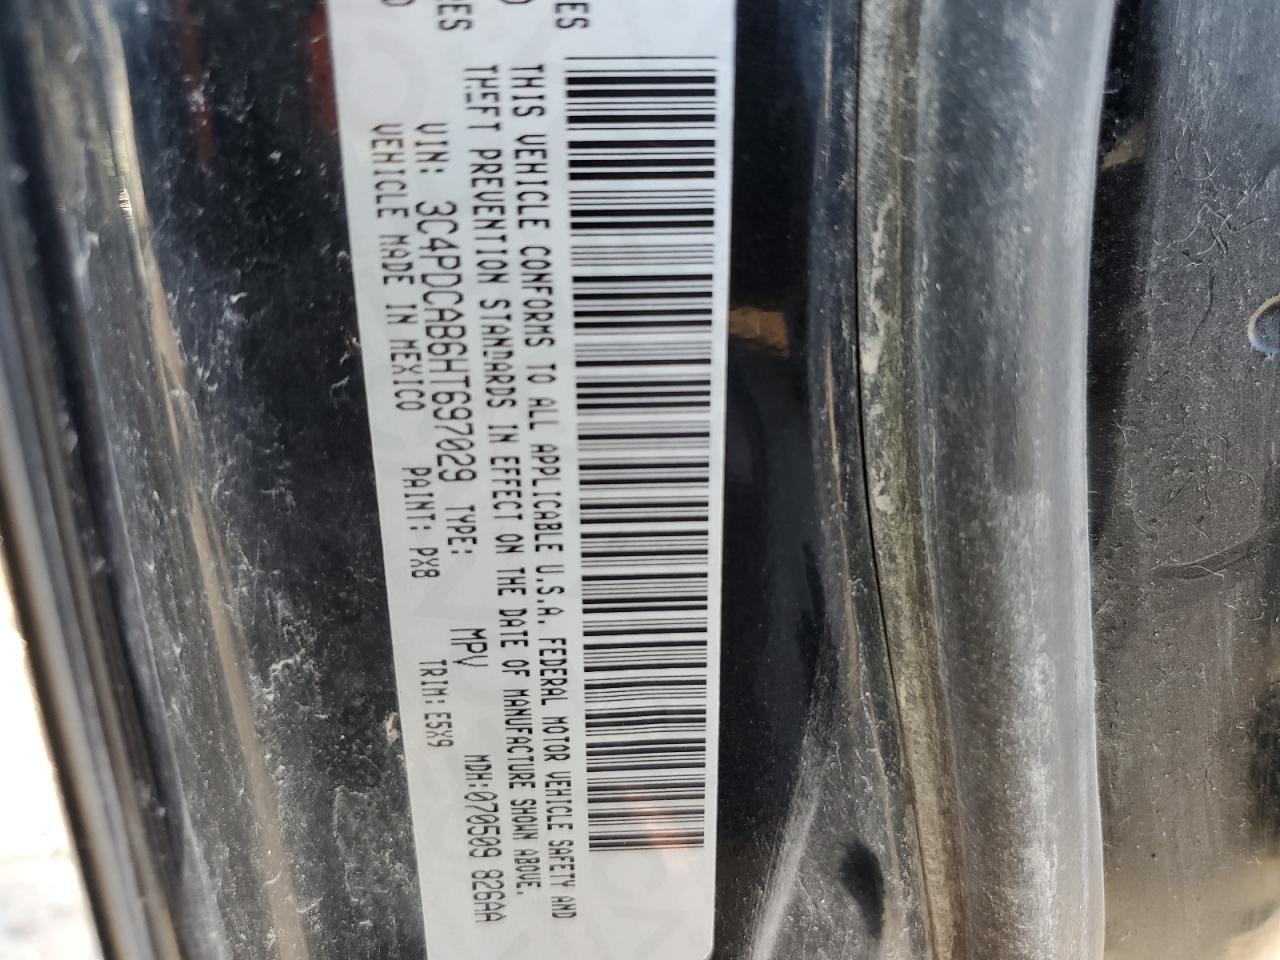 THIS VEHICLE CONFORMS TO ALL APPLICABLE U.S.A. FEDERAL MOTOR VEHICLE SAFETY AND
THEFT PREVENTION STANDARDS IN EFFECT ON THE DATE OF MANUFACTURE SHOWN ABOVE.
VIN: 3C4PDCAB6HT697029 TYPE: MPV MDH:070509 826AA
VEHICLE MADE IN MEXICO PAINT: PX8 TRIM: E5X9